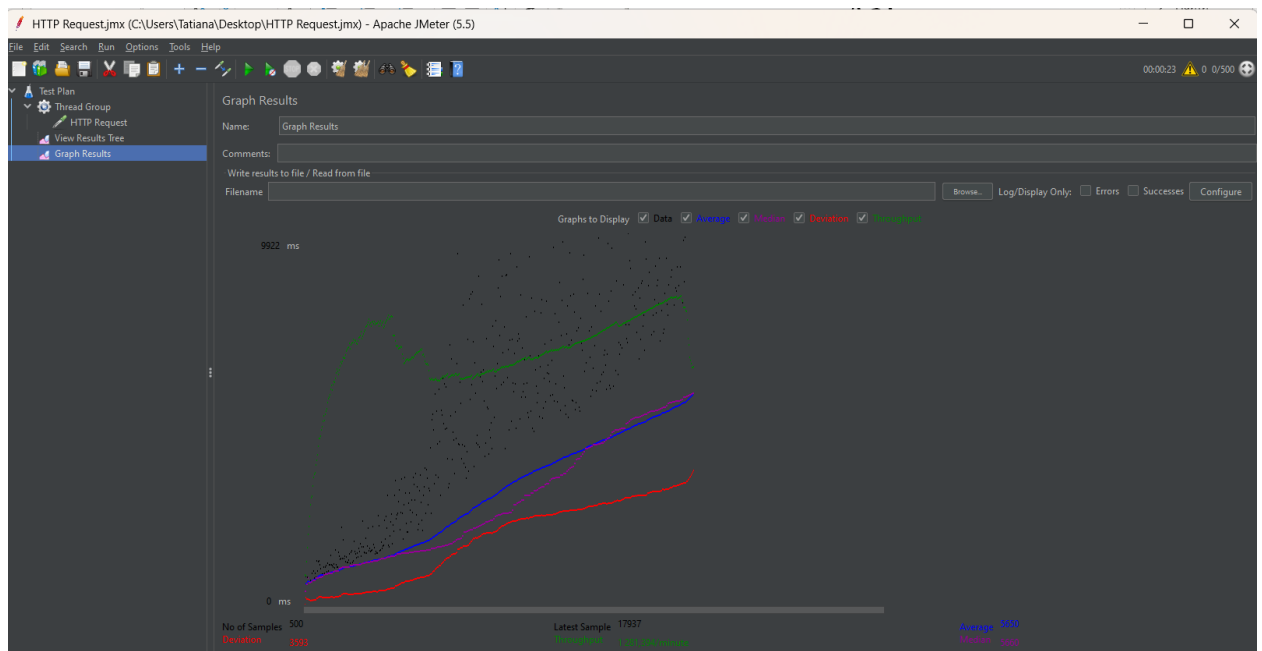 HTTP Request.jmx (C:\Users\Tatiana\Desktop\HTTP Request.jmx) - Apache JMeter (5.5)
File Edit Search Run Options Tools Help
00:00:23 0 0/500
Test Plan
Thread Group
HTTP Request
View Results Tree
Graph Results
Graph Results
Name: Graph Results
Comments:
Write results to file / Read from file
Filename Browse... Log/Display Only: Errors Successes Configure
Graphs to Display Data Average Median Deviation Throughput
9922 ms
0 ms
No of Samples 500 Latest Sample 17937 Average 5650
Deviation 3593 Throughput Median